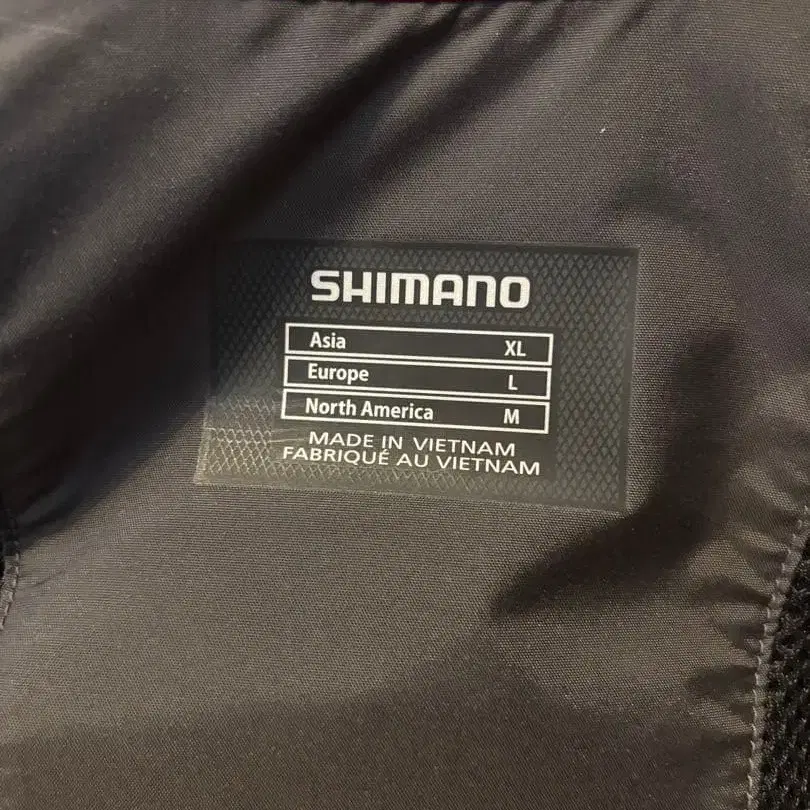 SHIMANO
Asia XL
Europe L
North America M
MADE IN VIETNAM
FABRIQUÉ AU VIETNAM